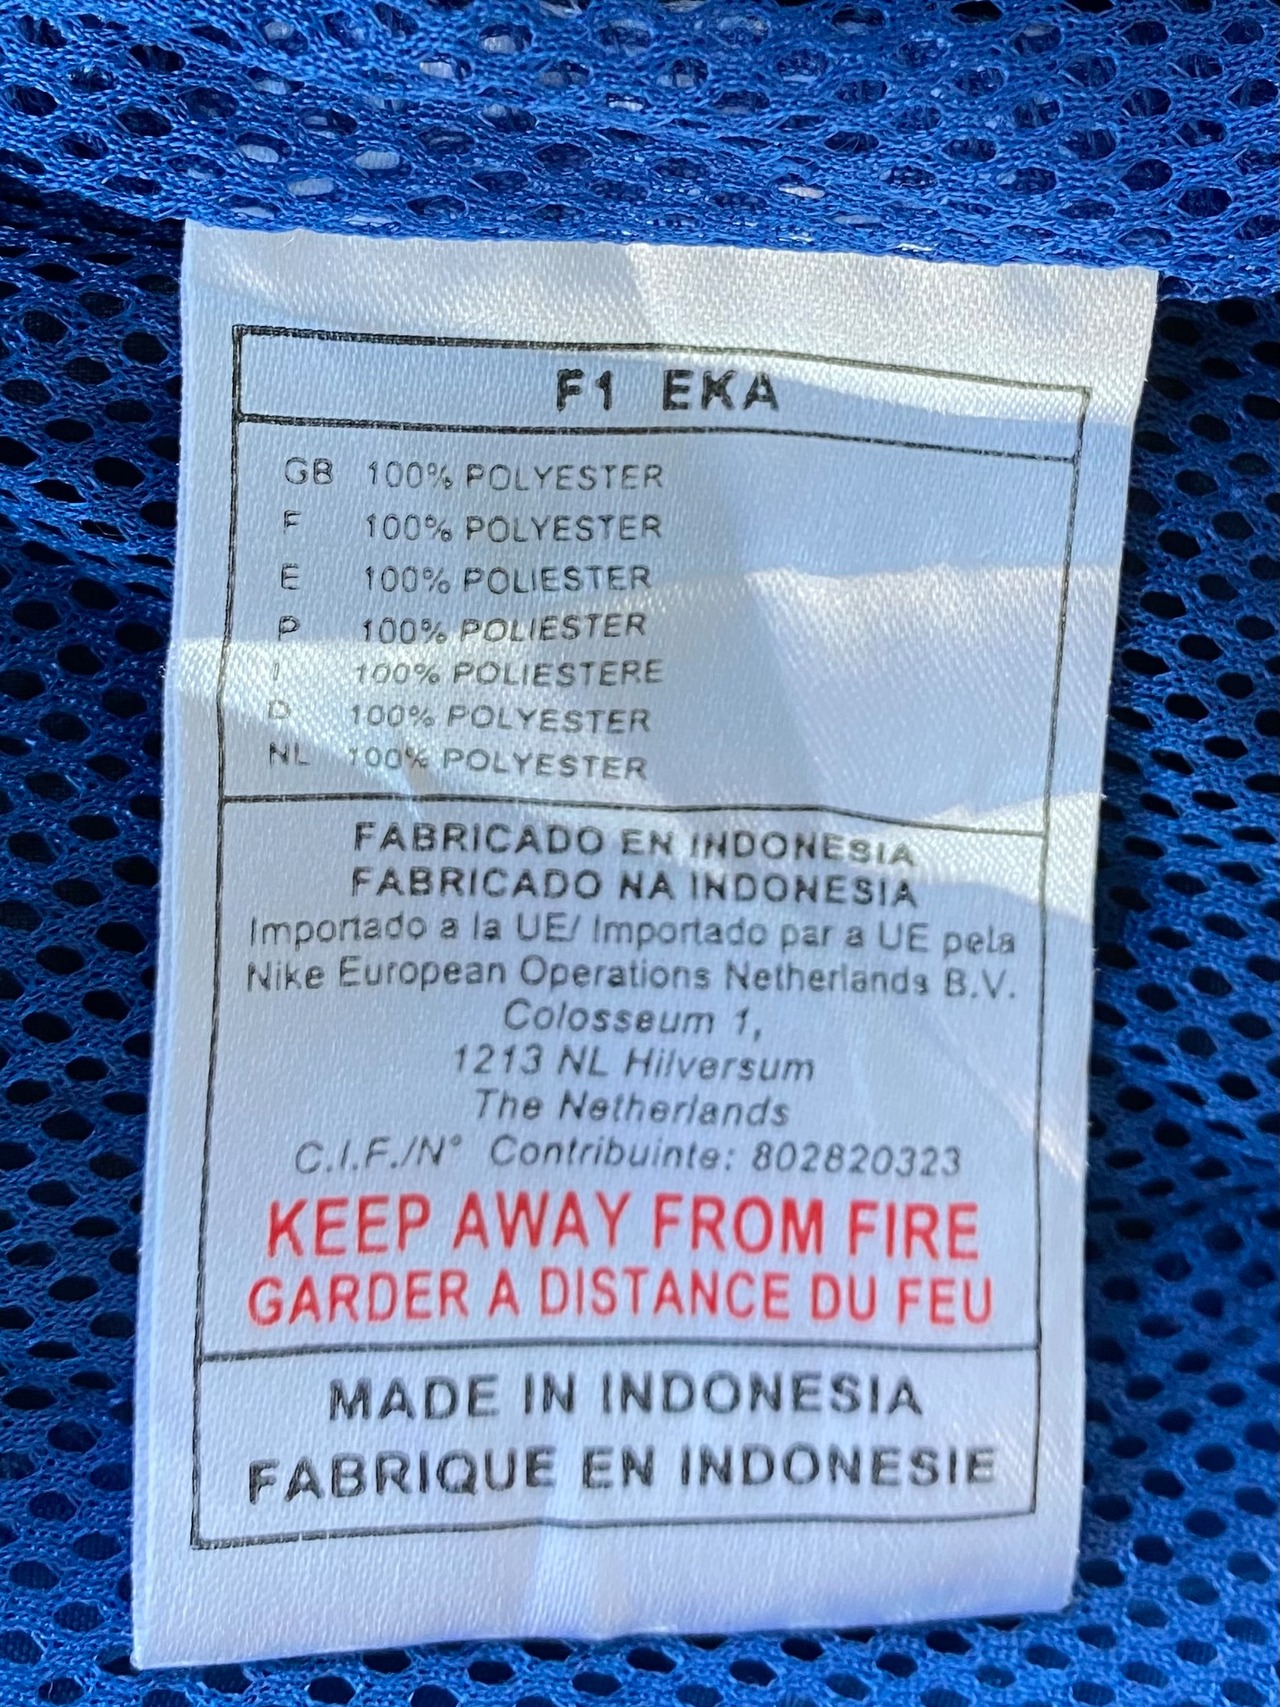 F1 EKA
GB 100% POLYESTER
F 100% POLYESTER
E 100% POLIESTER
P 100% POLIESTER
I 100% POLIESTERE
D 100% POLYESTER
NL 100% POLYESTER
FABRICADO EN INDONESIA
FABRICADO NA INDONESIA
Importado a la UE/ Importado par a UE pela
Nike European Operations Netherlands B.V.
Colosseum 1,
1213 NL Hilversum
The Netherlands
C.I.F./N° Contribuinte: 802820323
KEEP AWAY FROM FIRE
GARDER A DISTANCE DU FEU
MADE IN INDONESIA
FABRIQUE EN INDONESIE